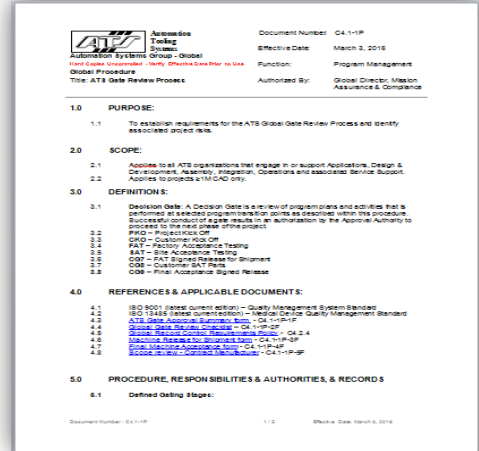 ATS
Automation
Tooling
Systems
Automation Systems Group - Global
Hard Copies Uncontrolled - Verify Effective Date Prior to Use
Global Procedure
Title: ATS Gate Review Process
Document Number: C4.1-1P
Effective Date: March 3, 2016
Function: Program Management
Authorized By: Global Director, Mission
Assurance & Compliance
1.0 PURPOSE:
1.1 To establish requirements for the ATS Global Gate Review Process and identify
associated project risks.
2.0 SCOPE:
2.1 Applies to all ATS organizations that engage in or support Applications, Design &
Development, Assembly, Integration, Operations and associated Service Support.
2.2 Applies to projects ≥1M CAD only.
3.0 DEFINITIONS:
3.1 Decision Gate: A Decision Gate is a review of program plans and activities that is
performed at selected program transition points as described within this procedure.
Successful conduct of a gate results in an authorization by the Approval Authority to
proceed to the next phase of the project.
3.2 PKO – Project Kick Off
3.3 CKO – Customer Kick Off
3.4 FAT – Factory Acceptance Testing
3.5 SAT – Site Acceptance Testing
3.6 CO7 – FAT Signed Release for Shipment
3.7 CO8 – Customer SAT Parts
3.8 CO9 – Final Acceptance Signed Release
4.0 REFERENCES & APPLICABLE DOCUMENTS:
4.1 ISO 9001 (latest current edition) – Quality Management System Standard
4.2 ISO 13485 (latest current edition) – Medical Device Quality Management Standard
4.3 ATS Gate Approval Summary form - C4.1-1P-1F
4.4 Global Gate Review Checklist – C4.1-1P-2F
4.5 Global Record Control Requirements Policy - C4.2.4
4.6 Machine Release for Shipment form - C4.1-1P-3F
4.7 Final Machine Acceptance form - C4.1-1P-4F
4.8 Scope review - Contract Manufacturer - C4.1-1P-5F
5.0 PROCEDURE, RESPONSIBILITIES & AUTHORITIES, & RECORDS
5.1 Defined Gating Stages:
Document Number: C4.1-1P
Effective Date: March 3, 2016